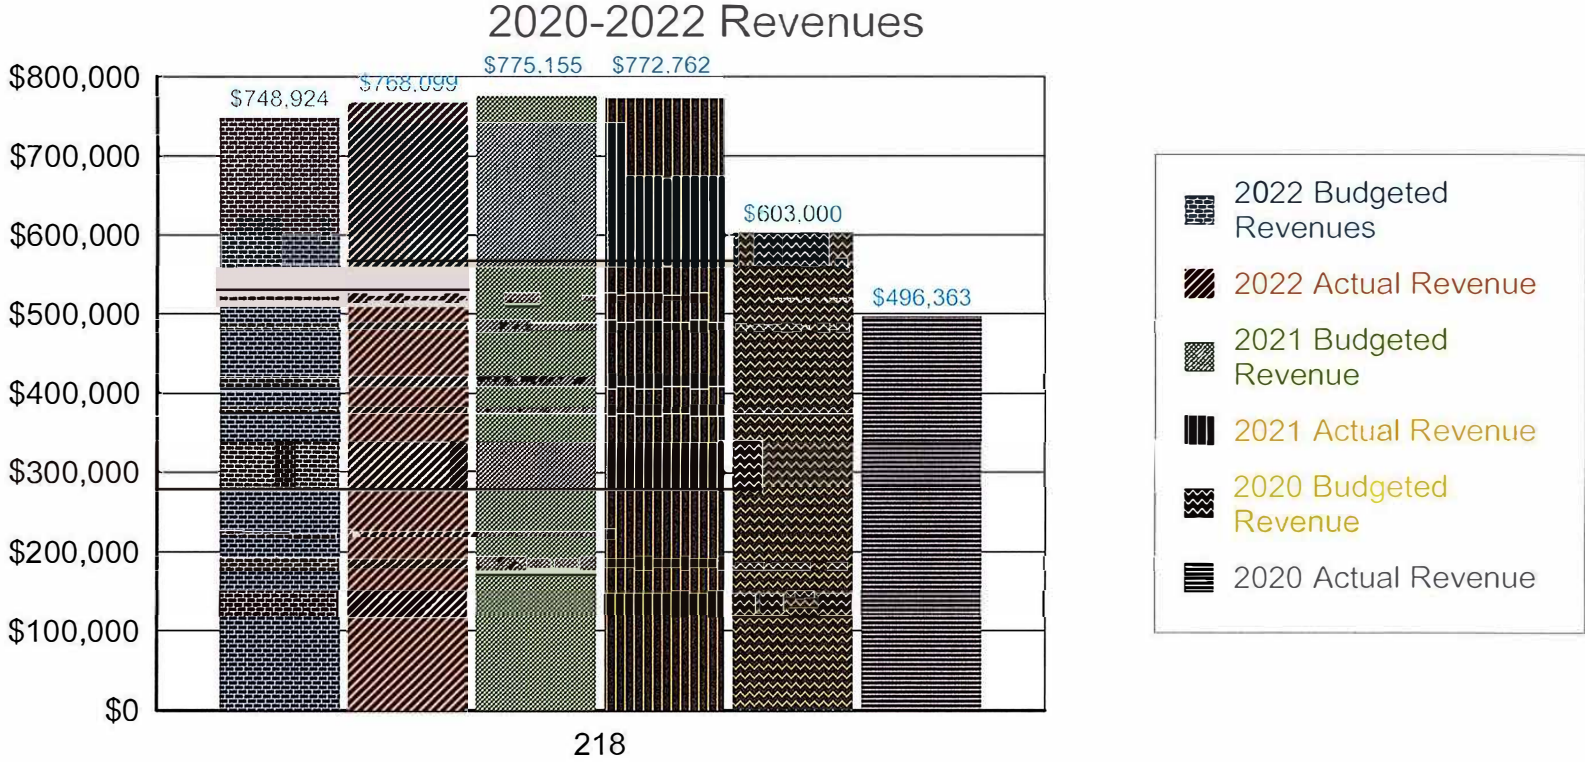 2020-2022 Revenues
$775.155 $772.762
$800,000
$768,099
$748,924
$700,000
$600,000
$603,000
$500,000
$496,363
$400,000
$300,000
$200,000
$100,000
$0
218
2022 Budgeted
Revenues
2022 Actual Revenue
2021 Budgeted
Revenue
2021 Actual Revenue
2020 Budgeted
Revenue
2020 Actual Revenue